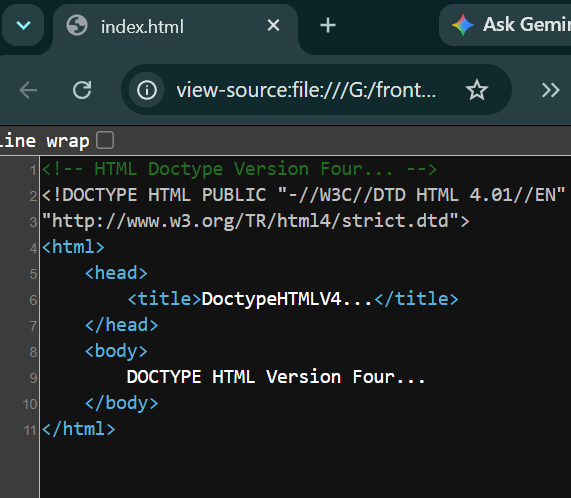 index.html
Ask Gemin
view-source:file:///G:/front...
Line wrap
1 <!-- HTML Doctype Version Four... -->
2 <!DOCTYPE HTML PUBLIC "-//W3C//DTD HTML 4.01//EN"
3 "http://www.w3.org/TR/html4/strict.dtd">
4 <html>
5     <head>
6         <title>DoctypeHTMLV4...</title>
7     </head>
8     <body>
9         DOCTYPE HTML Version Four...
10     </body>
11 </html>